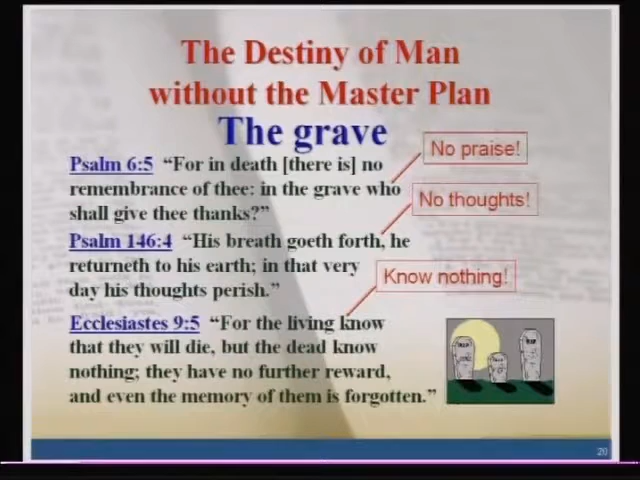 The Destiny of Man
without the Master Plan
The grave
No praise!
Psalm 6:5 “For in death [there is] no
remembrance of thee: in the grave who
shall give thee thanks?”
No thoughts!
Psalm 146:4 “His breath goeth forth, he
returneth to his earth; in that very
day his thoughts perish.”
Know nothing!
Ecclesiastes 9:5 “For the living know
that they will die, but the dead know
nothing; they have no further reward,
and even the memory of them is forgotten.”
20